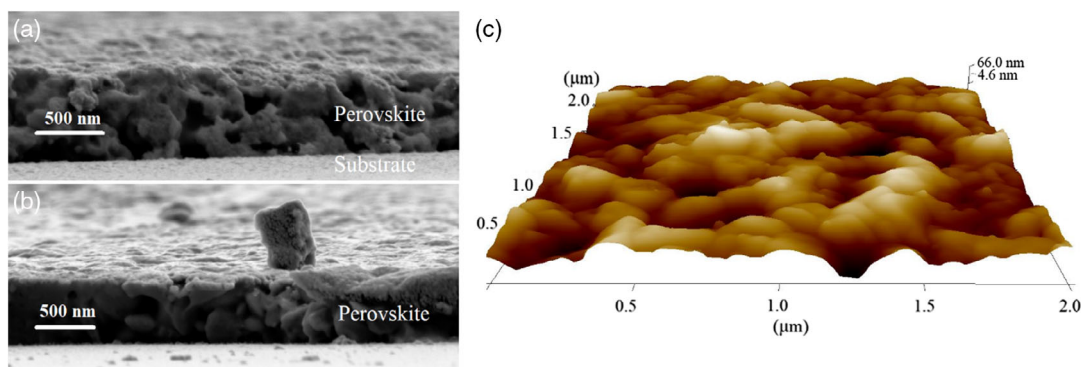 (a)
Perovskite
500 nm
Substrate
(b)
Perovskite
500 nm
(c)
66.0 nm
4.6 nm
(μm)
2.0
1.5
1.0
0.5
0.5
1.0
1.5
2.0
(μm)